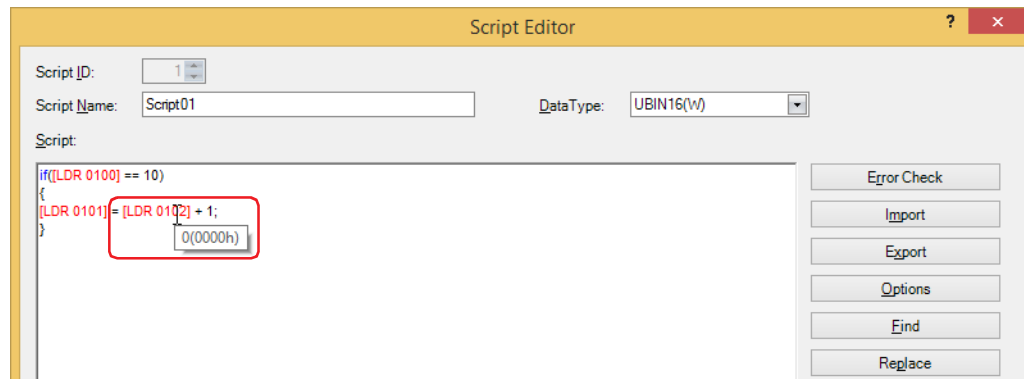 Script Editor
?
×
Script ID:
1
Script Name:
Script01
DataType:
UBIN16(W)
Script:
if([LDR 0100] == 10)
{
[LDR 0101] = [LDR 0102] + 1;
}
0(0000h)
Error Check
Import
Export
Options
Find
Replace